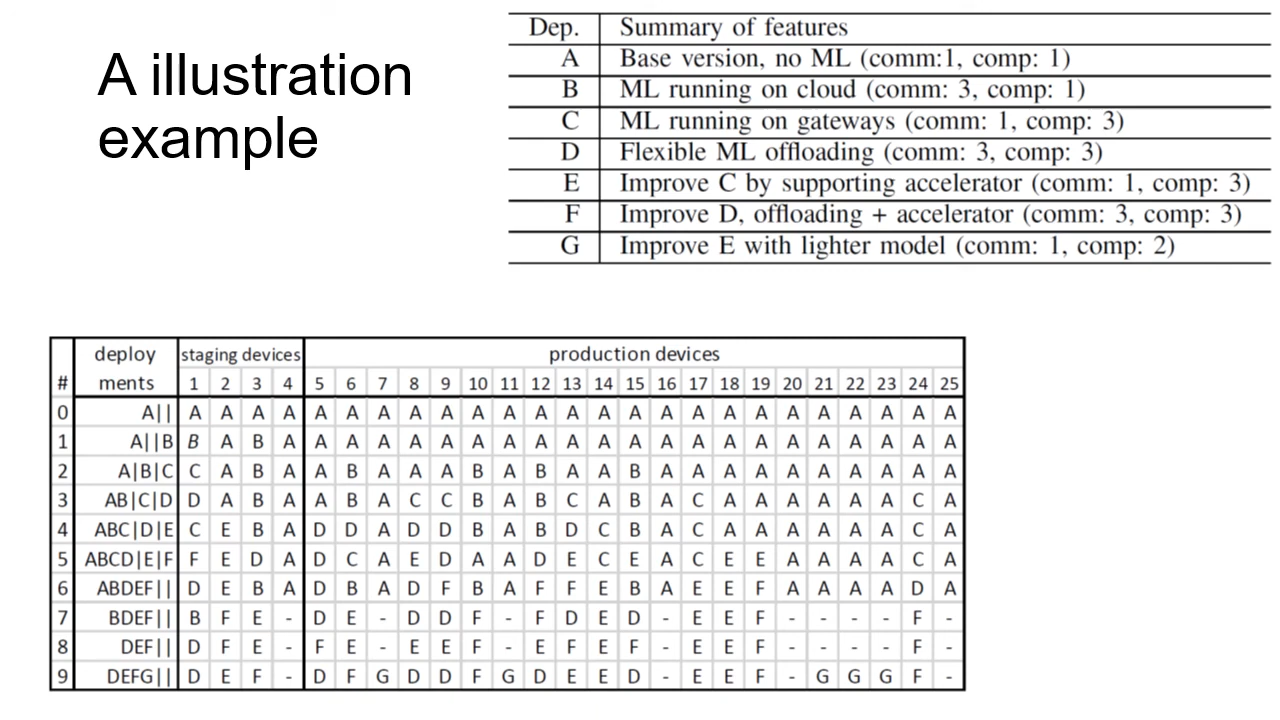 A illustration
example
Dep. Summary of features
A Base version, no ML (comm:1, comp: 1)
B ML running on cloud (comm: 3, comp: 1)
C ML running on gateways (comm: 1, comp: 3)
D Flexible ML offloading (comm: 3, comp: 3)
E Improve C by supporting accelerator (comm: 1, comp: 3)
F Improve D, offloading + accelerator (comm: 3, comp: 3)
G Improve E with lighter model (comm: 1, comp: 2)
deploy staging devices production devices
# ments 1 2 3 4 5 6 7 8 9 10 11 12 13 14 15 16 17 18 19 20 21 22 23 24 25
0 A|| A A A A A A A A A A A A A A A A A A A A A A A A A
1 A||B B A B A A A A A A A A A A A A A A A A A A A A A A
2 A|B|C C A B A A B A A A B A B A A B A A A A A A A A A A
3 AB|C|D D A B A A B A C C B A B C A B A C A A A A A A C A
4 ABC|D|E C E B A D D A D D B A B D C B A C A A A A A A C A
5 ABCD|E|F F E D A D C A E D A A D E C E A C E E A A A A C A
6 ABDEF|| D E B A D B A D F B A F F E B A E E F A A A A D A
7 BDEF|| B F E - D E - D D F - F D E D - E E F - - - - F -
8 DEF|| D F E - F E - E E F - E F E F - E E F - - - - F -
9 DEFG|| D E F - D F G D D F G D E E D - E E F - G G G F -